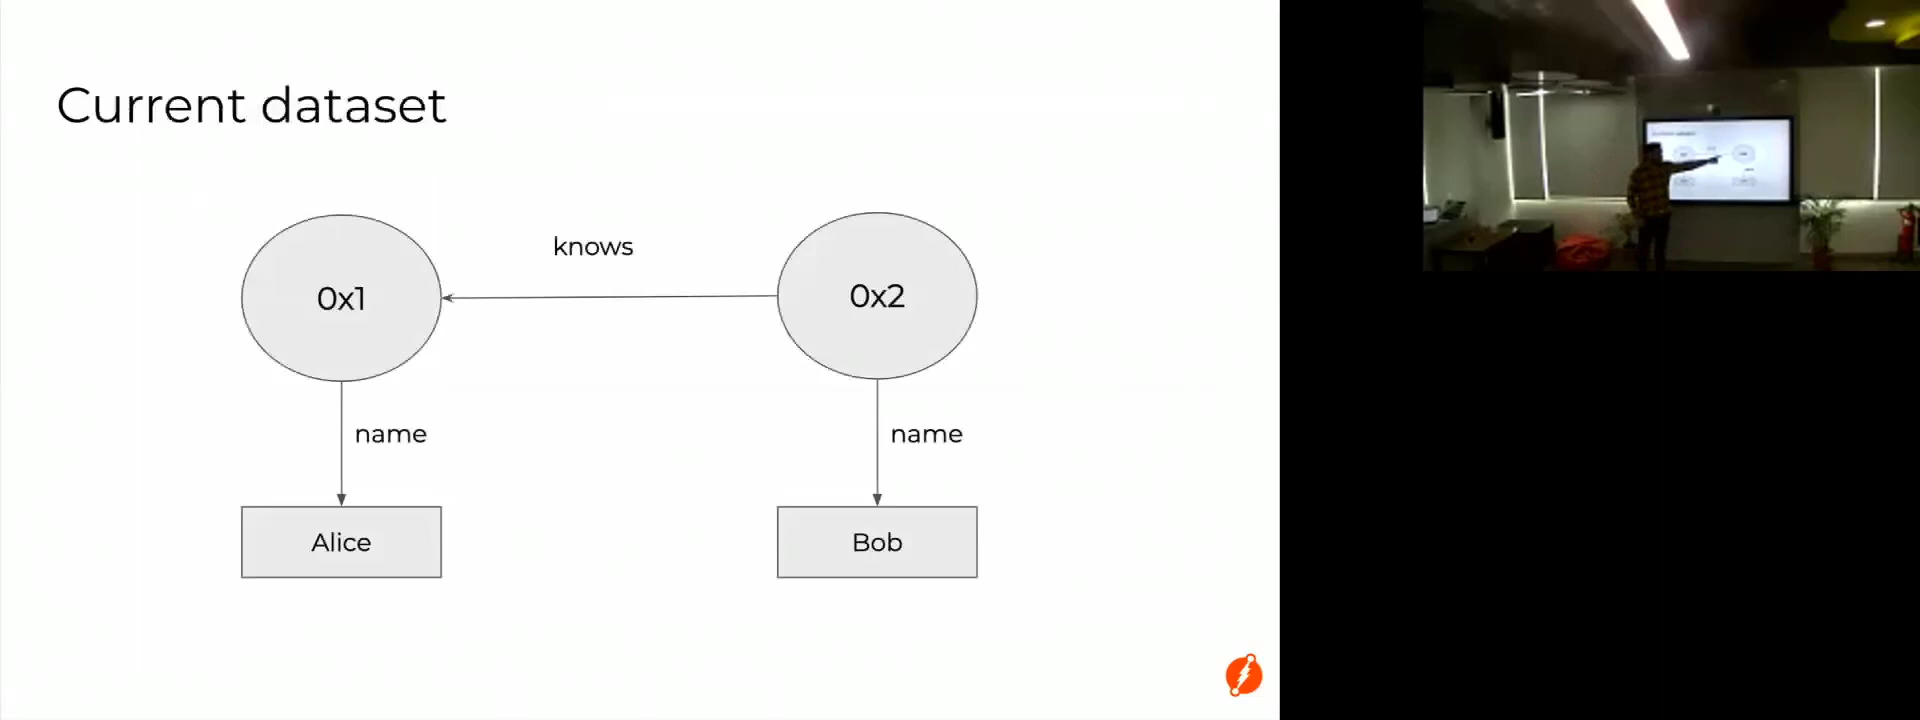 Current dataset
knows
0x1
0x2
name
name
Alice
Bob